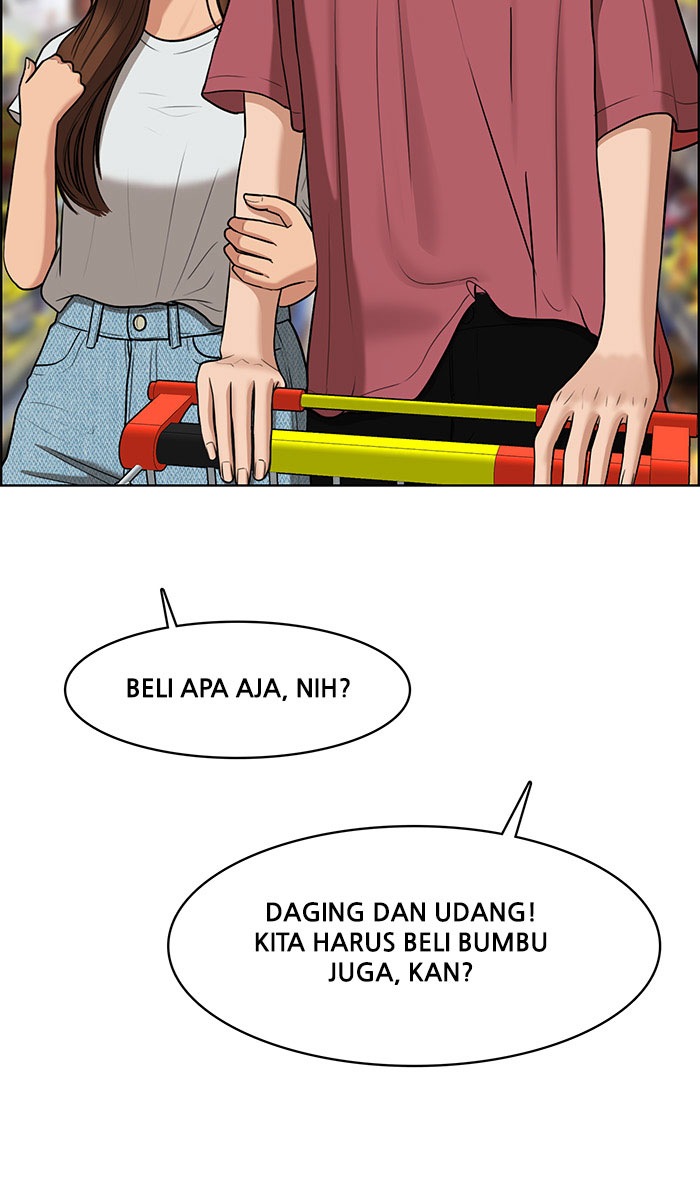 BELI APA AJA, NIH?
DAGING DAN UDANG!
KITA HARUS BELI BUMBU
JUGA, KAN?